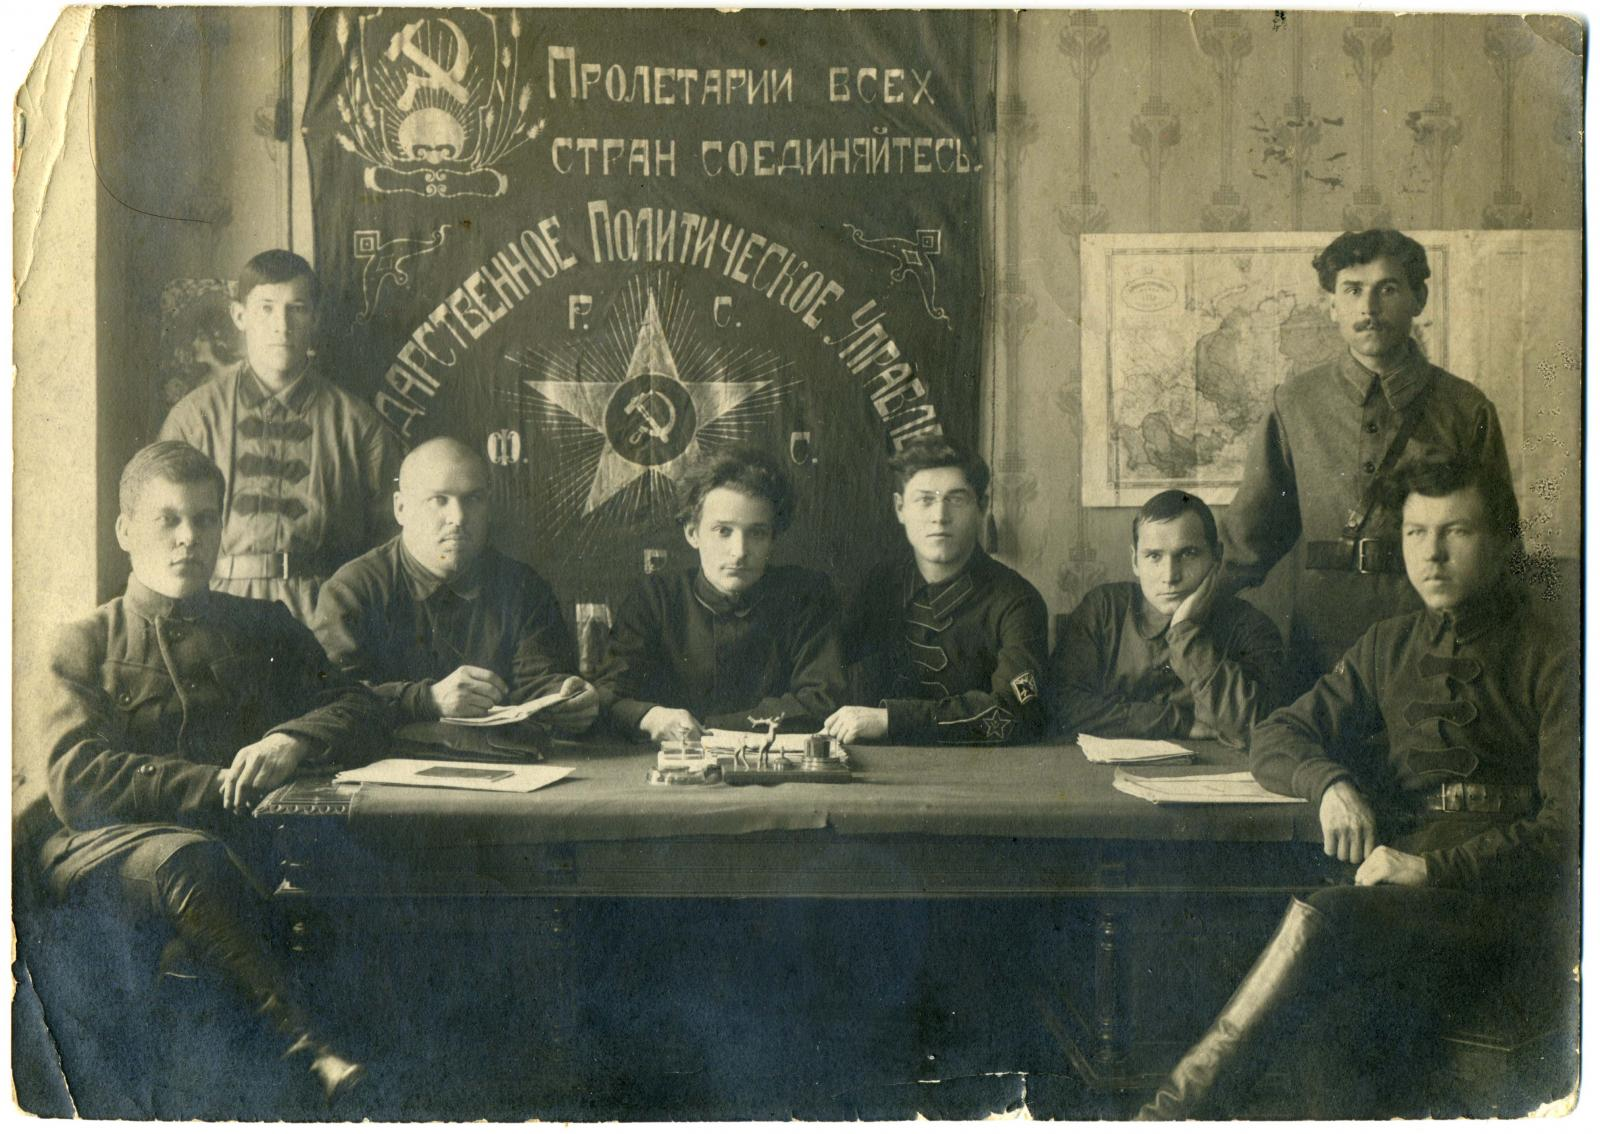 Пролетарии всех
стран соединяйтесь.
дарственное Политическое Управле
Р. С.
Ф. С.
Р